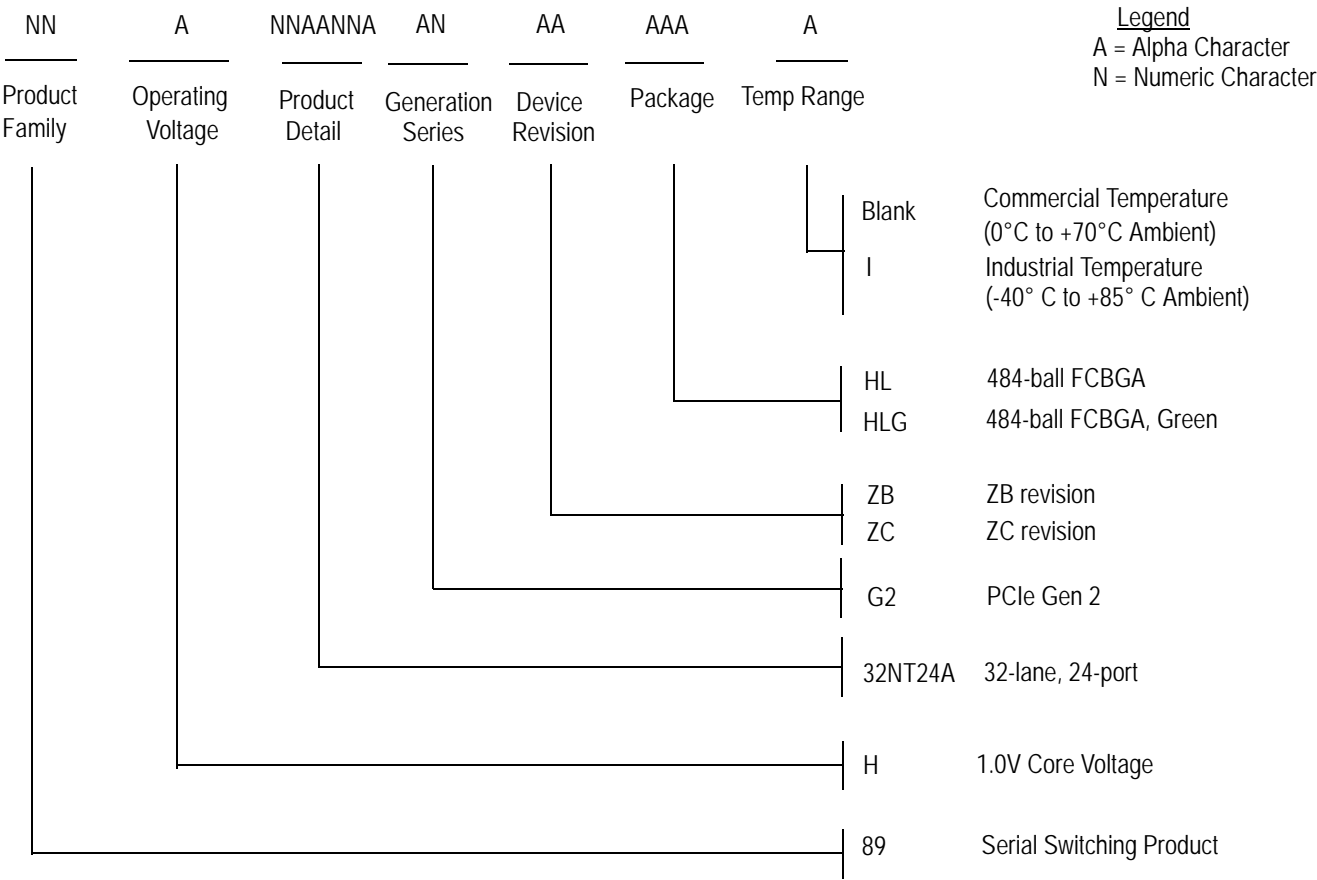 NN A NNAANNA AN AA AAA A
Legend
A = Alpha Character
N = Numeric Character
Product Family
Operating Voltage
Product Detail
Generation Series
Device Revision
Package
Temp Range
Blank Commercial Temperature
(0°C to +70°C Ambient)
I Industrial Temperature
(-40° C to +85° C Ambient)
HL 484-ball FCBGA
HLG 484-ball FCBGA, Green
ZB ZB revision
ZC ZC revision
G2 PCIe Gen 2
32NT24A 32-lane, 24-port
H 1.0V Core Voltage
89 Serial Switching Product